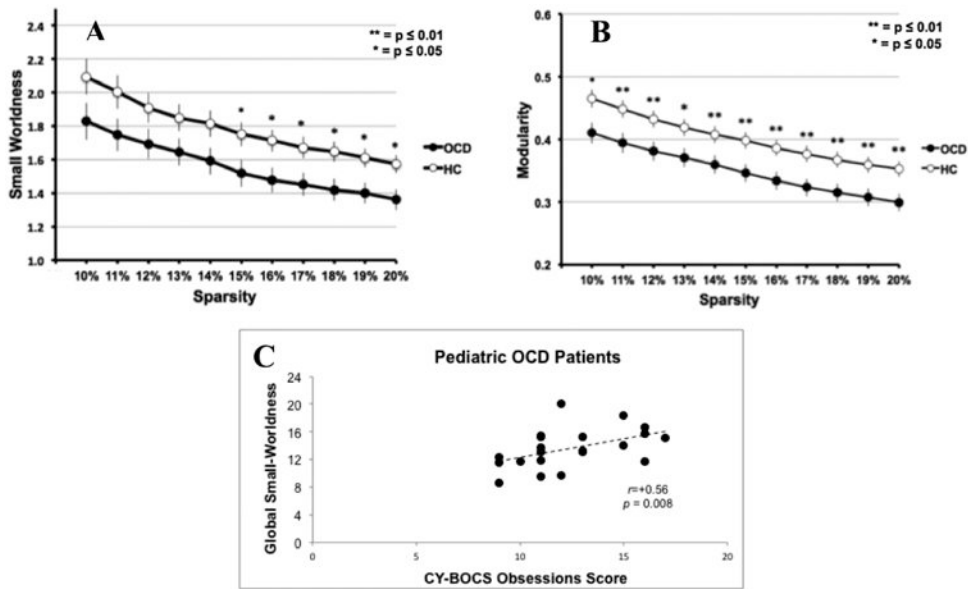 A
** = p ≤ 0.01
* = p ≤ 0.05
Small Worldness
2.4
2.2
2.0
1.8
1.6
1.4
1.2
1.0
* * * * * *
OCD
HC
10% 11% 12% 13% 14% 15% 16% 17% 18% 19% 20%
Sparsity
B
** = p ≤ 0.01
* = p ≤ 0.05
Modularity
0.6
0.5
0.4
0.3
0.2
* ** ** * ** ** ** ** ** ** **
OCD
HC
10% 11% 12% 13% 14% 15% 16% 17% 18% 19% 20%
Sparsity
C
Pediatric OCD Patients
Global Small-Worldness
24
20
16
12
8
4
0
r=+0.56
p = 0.008
0 5 10 15 20
CY-BOCS Obsessions Score